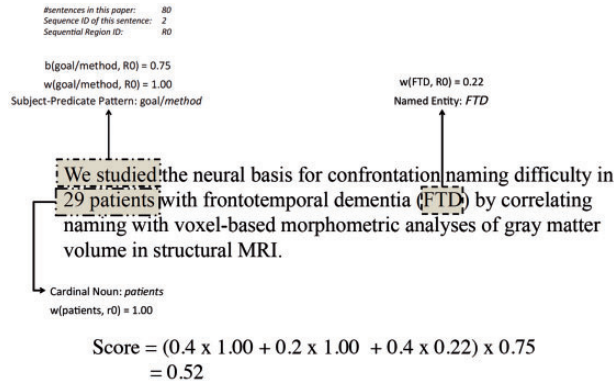 #sentences in this paper: 80
Sequence ID of this sentence: 2
Sequential Region ID: R0
b(goal/method, R0) = 0.75
w(goal/method, R0) = 1.00
Subject-Predicate Pattern: goal/method
w(FTD, R0) = 0.22
Named Entity: FTD
We studied the neural basis for confrontation naming difficulty in
29 patients with frontotemporal dementia (FTD) by correlating
naming with voxel-based morphometric analyses of gray matter
volume in structural MRI.
Cardinal Noun: patients
w(patients, r0) = 1.00
Score = (0.4 x 1.00 + 0.2 x 1.00 + 0.4 x 0.22) x 0.75
= 0.52